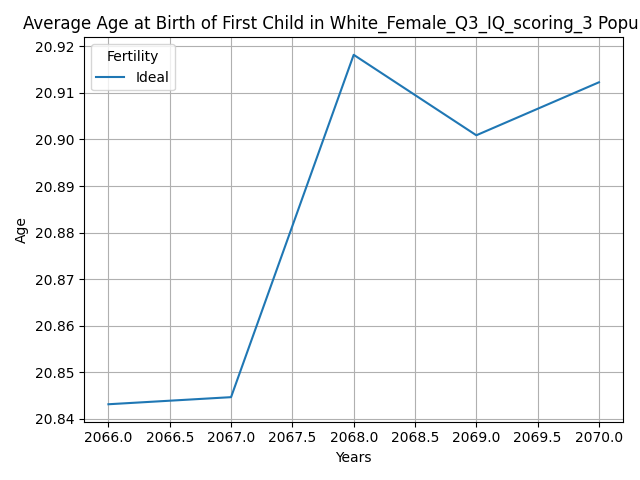 Average Age at Birth of First Child in White_Female_Q3_IQ_scoring_3 Popu
Fertility
Ideal
20.92
20.91
20.90
20.89
20.88
20.87
20.86
20.85
20.84
Age
2066.0 2066.5 2067.0 2067.5 2068.0 2068.5 2069.0 2069.5 2070.0
Years